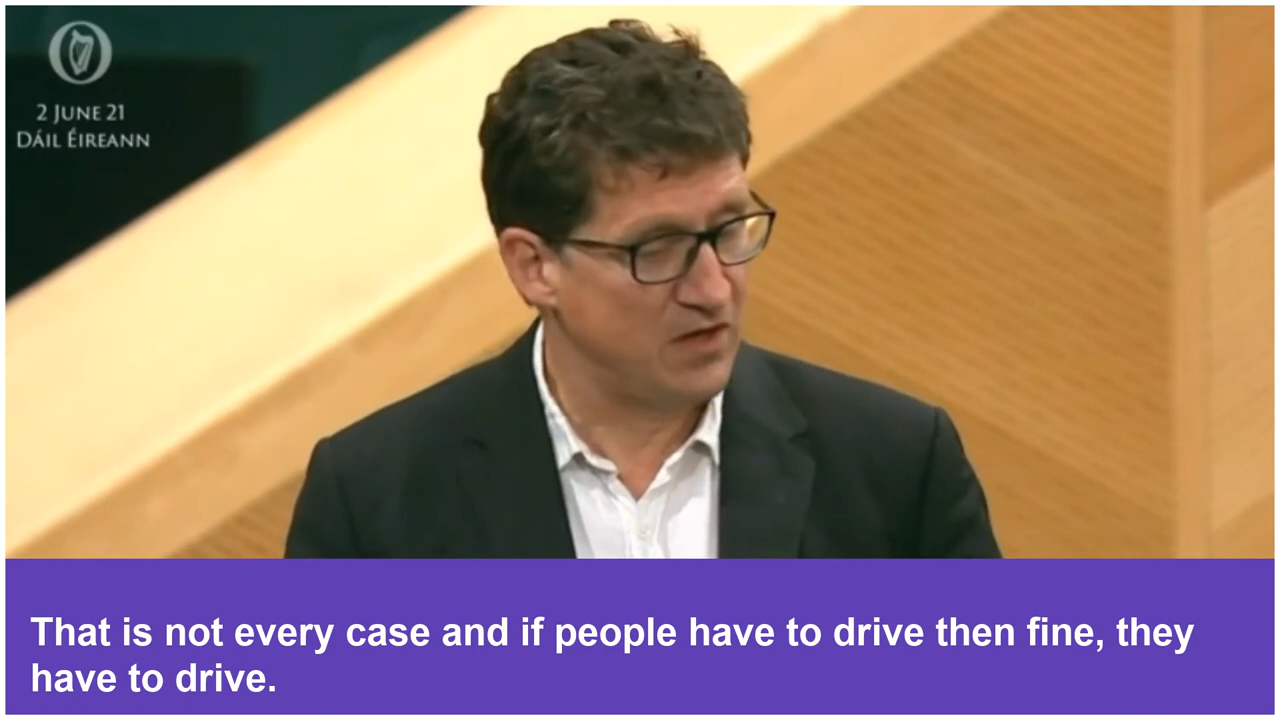 2 June 21
Dáil Éireann
That is not every case and if people have to drive then fine, they
have to drive.